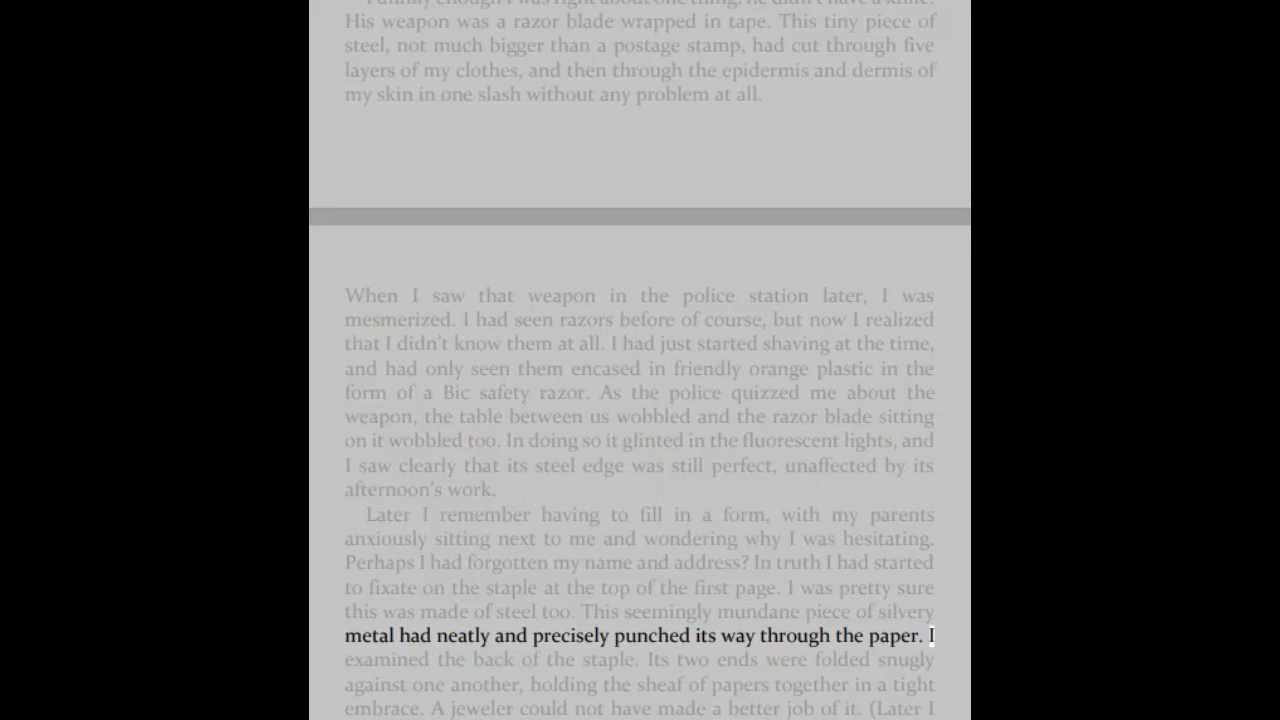 His weapon was a razor blade wrapped in tape. This tiny piece of
steel, not much bigger than a postage stamp, had cut through five
layers of my clothes, and then through the epidermis and dermis of
my skin in one slash without any problem at all.
When I saw that weapon in the police station later, I was
mesmerized. I had seen razors before of course, but now I realized
that I didn't know them at all. I had just started shaving at the time,
and had only seen them encased in friendly orange plastic in the
form of a Bic safety razor. As the police quizzed me about the
weapon, the table between us wobbled and the razor blade sitting
on it wobbled too. In doing so it glinted in the fluorescent lights, and
I saw clearly that its steel edge was still perfect, unaffected by its
afternoon's work.
Later I remember having to fill in a form, with my parents
anxiously sitting next to me and wondering why I was hesitating.
Perhaps I had forgotten my name and address? In truth I had started
to fixate on the staple at the top of the first page. I was pretty sure
this was made of steel too. This seemingly mundane piece of silvery
metal had neatly and precisely punched its way through the paper. I
examined the back of the staple. Its two ends were folded snugly
against one another, holding the sheaf of papers together in a tight
embrace. A jeweler could not have made a better job of it. (Later I